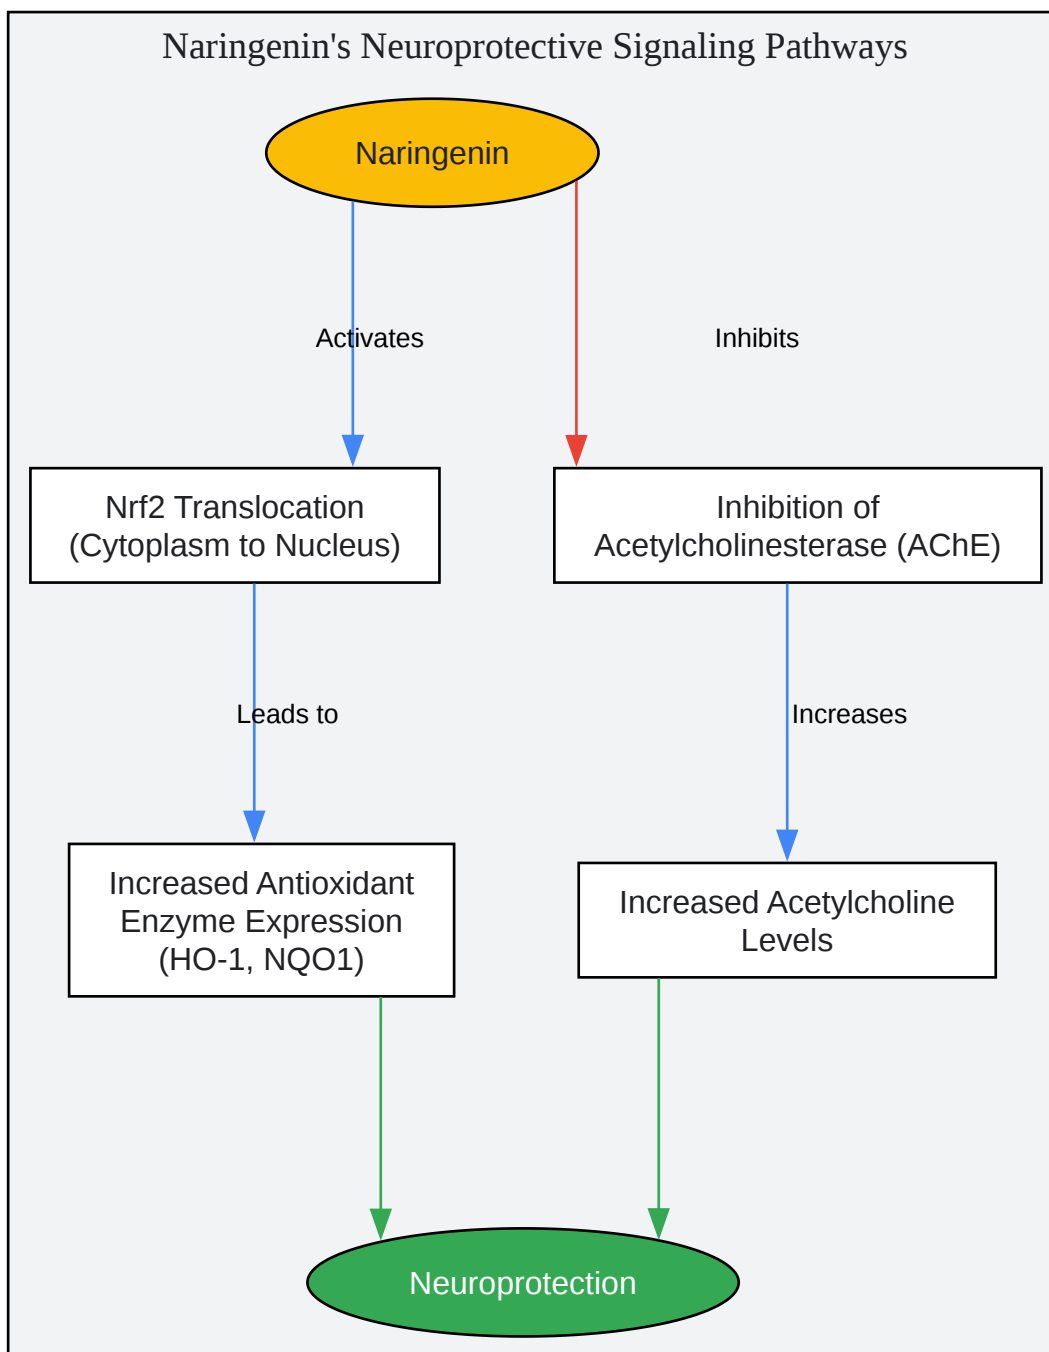 Naringenin's Neuroprotective Signaling Pathways
Naringenin
Activates
Inhibits
Nrf2 Translocation
(Cytoplasm to Nucleus)
Inhibition of
Acetylcholinesterase (AChE)
Leads to
Increases
Increased Antioxidant
Enzyme Expression
(HO-1, NQO1)
Increased Acetylcholine
Levels
Neuroprotection